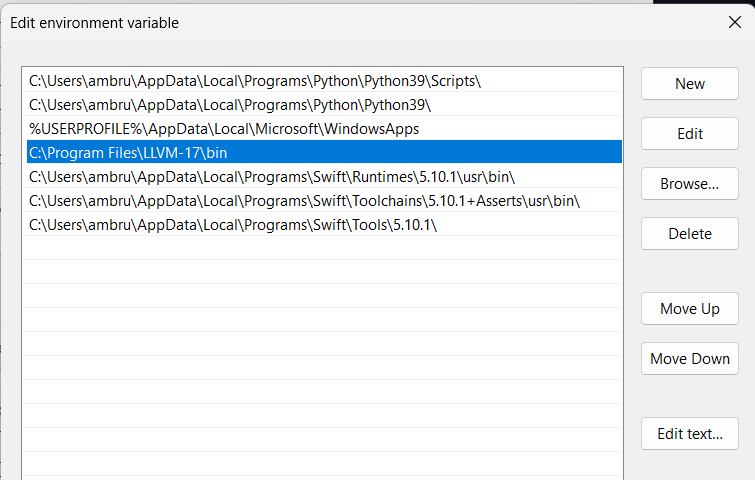 Edit environment variable
C:\Users\ambru\AppData\Local\Programs\Python\Python39\Scripts\
C:\Users\ambru\AppData\Local\Programs\Python\Python39\
%USERPROFILE%\AppData\Local\Microsoft\WindowsApps
C:\Program Files\LLVM-17\bin
C:\Users\ambru\AppData\Local\Programs\Swift\Runtimes\5.10.1\usr\bin\
C:\Users\ambru\AppData\Local\Programs\Swift\Toolchains\5.10.1+Asserts\usr\bin\
C:\Users\ambru\AppData\Local\Programs\Swift\Tools\5.10.1\
New
Edit
Browse...
Delete
Move Up
Move Down
Edit text...